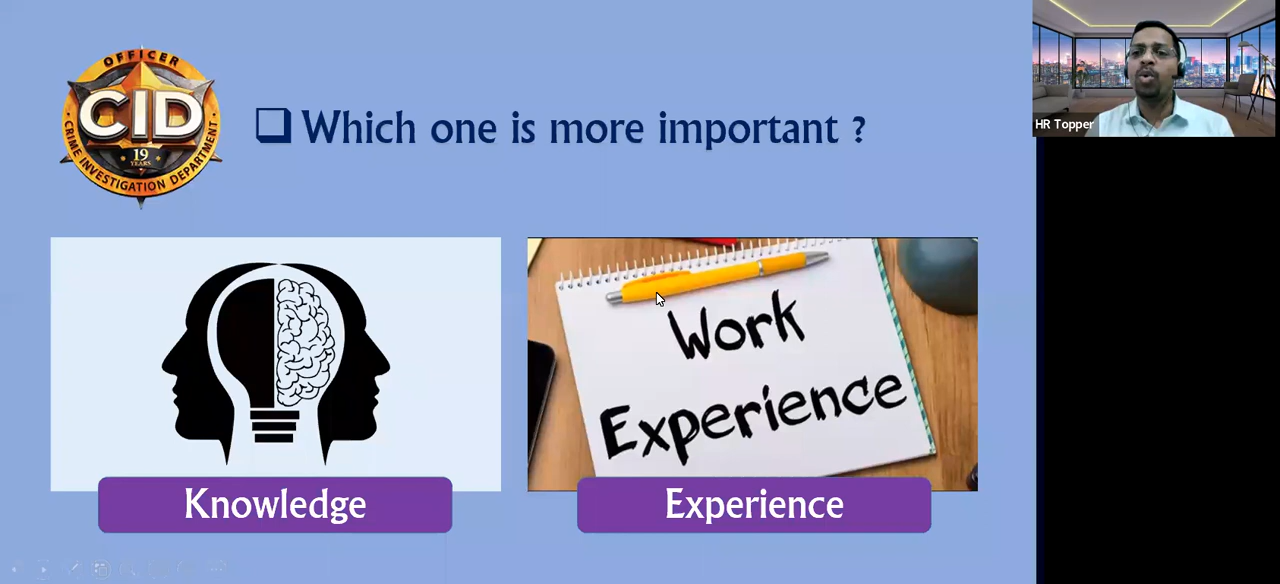 OFFICER
CID
19
YEARS
CRIME INVESTIGATION DEPARTMENT
Which one is more important ?
HR Topper
Work
Experience
Knowledge
Experience